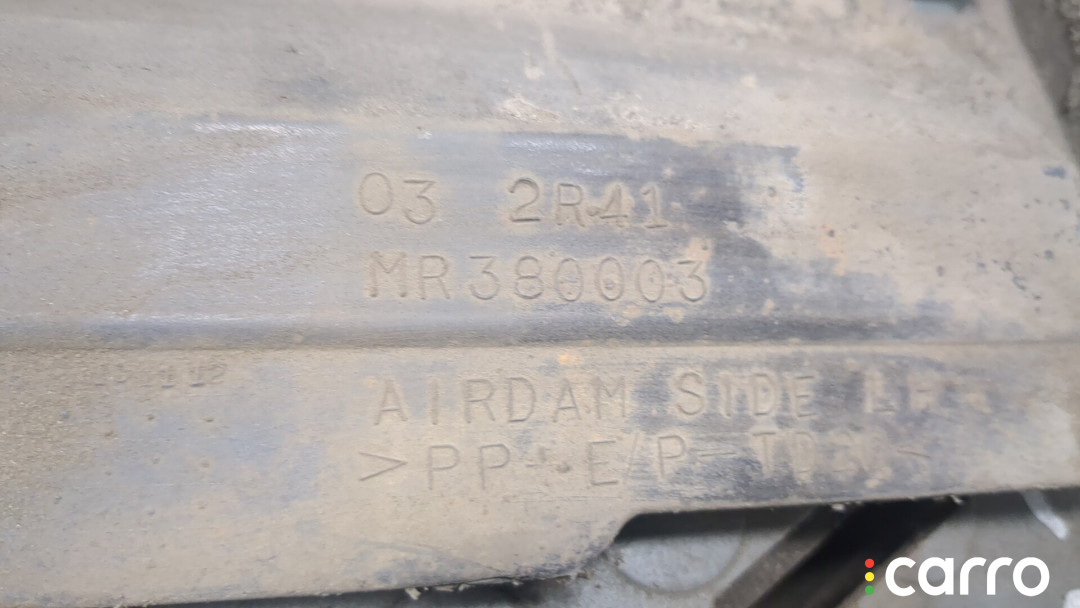 03 2R41
MR380003
AIRDAM SIDE
>PP+E/P-
carro